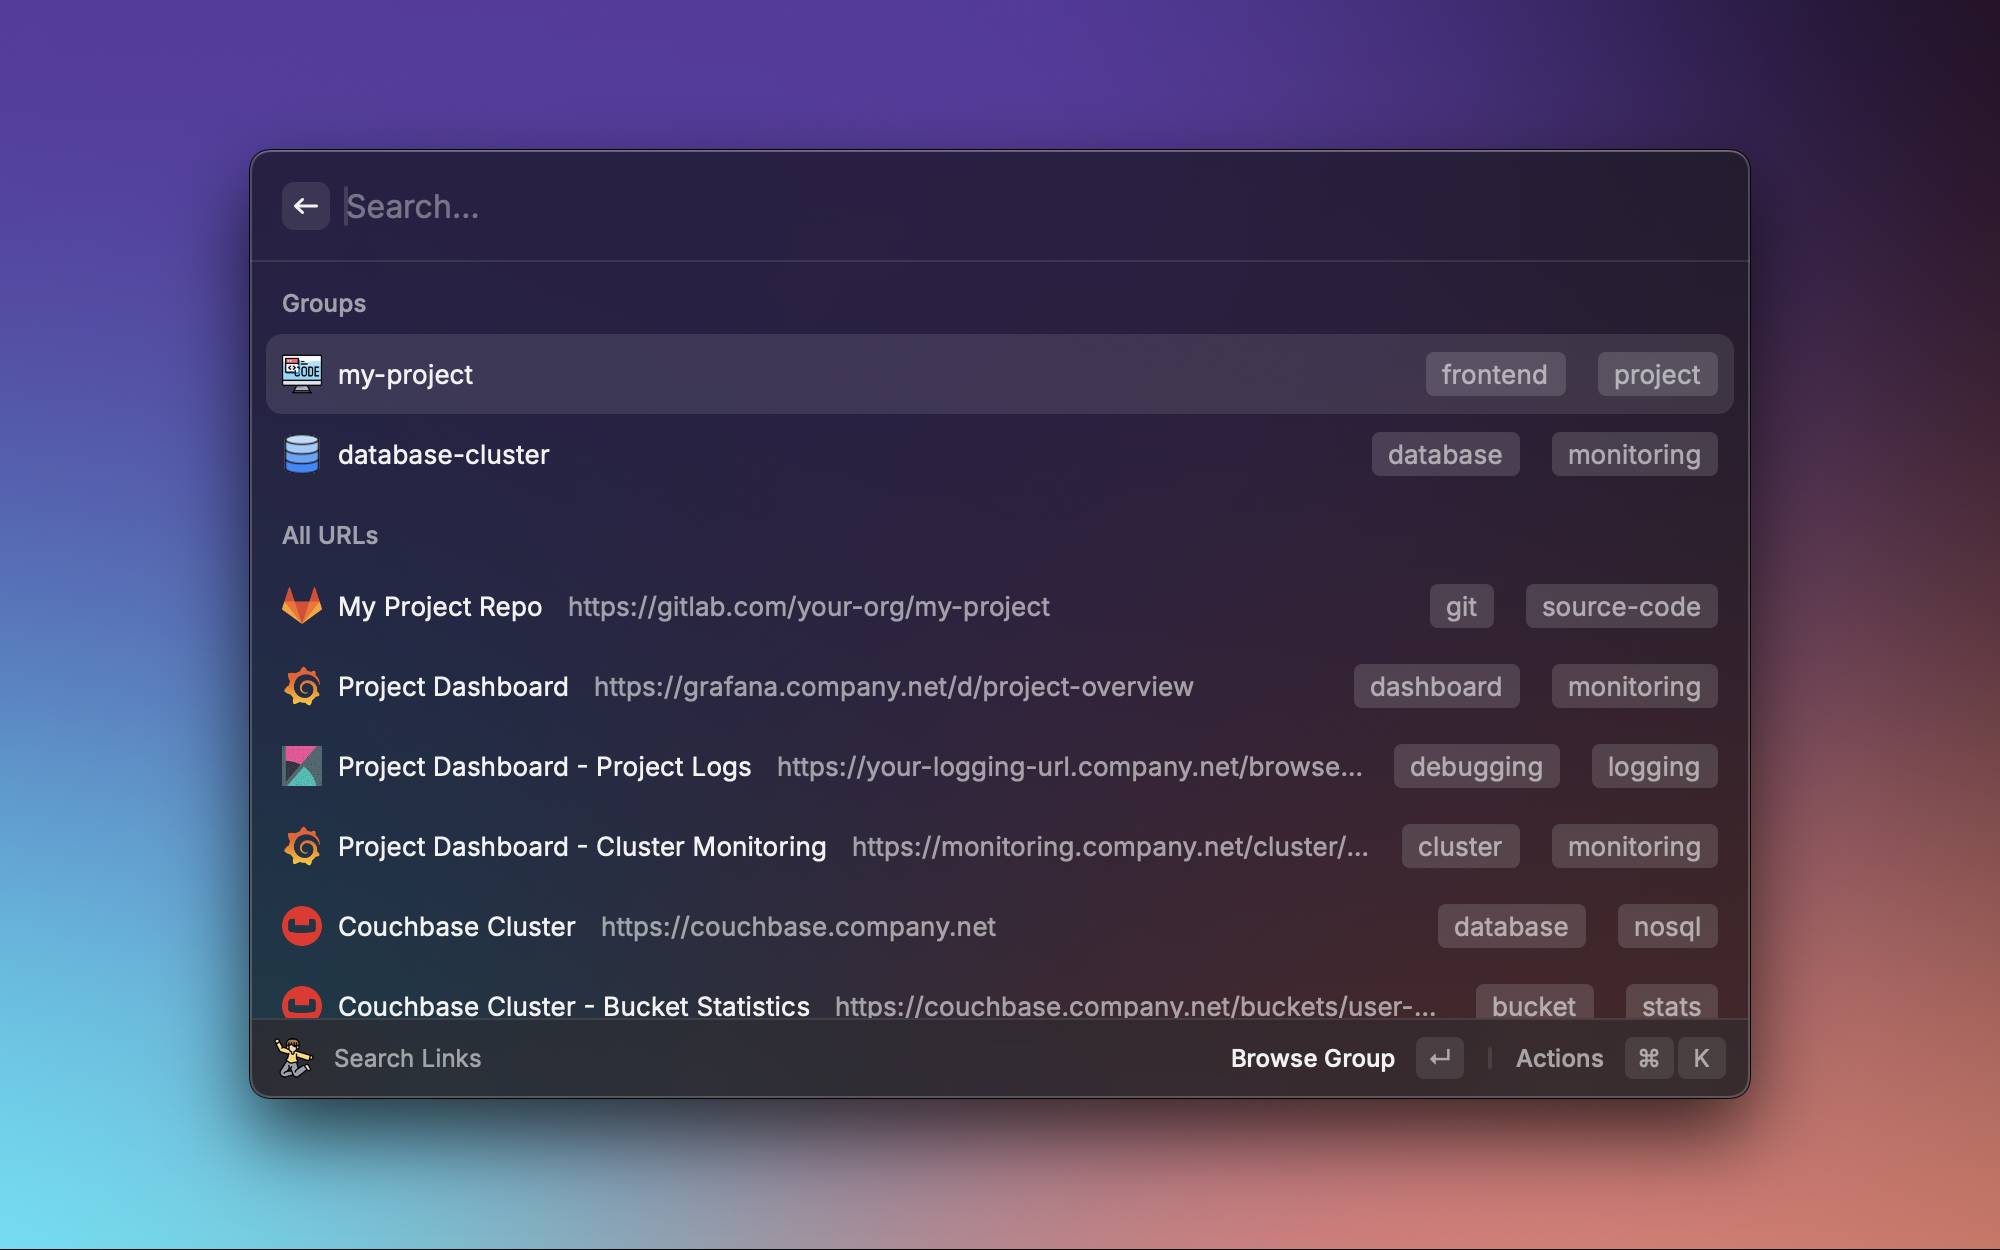 Search...
Groups
CODE
my-project frontend project
database-cluster database monitoring
All URLs
My Project Repo https://gitlab.com/your-org/my-project git source-code
Project Dashboard https://grafana.company.net/d/project-overview dashboard monitoring
Project Dashboard - Project Logs https://your-logging-url.company.net/browse... debugging logging
Project Dashboard - Cluster Monitoring https://monitoring.company.net/cluster/... cluster monitoring
Couchbase Cluster https://couchbase.company.net database nosql
Couchbase Cluster - Bucket Statistics https://couchbase.company.net/buckets/user-... bucket stats
Search Links Browse Group ↵ Actions ⌘ K